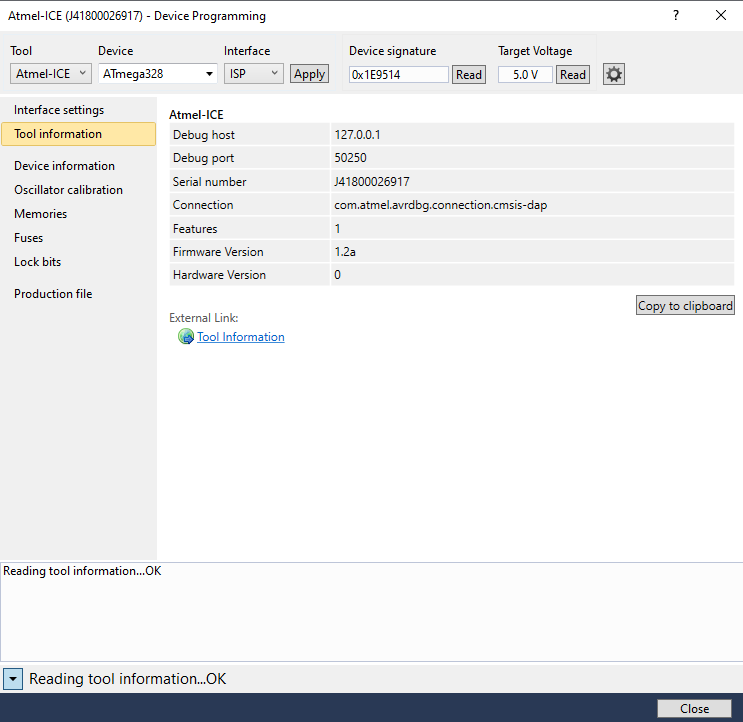 Atmel-ICE (J41800026917) - Device Programming ?
Tool Device Interface Device signature Target Voltage
Atmel-ICE ATmega328 ISP Apply 0x1E9514 Read 5.0 V Read
Interface settings
Tool information
Device information
Oscillator calibration
Memories
Fuses
Lock bits
Production file
Atmel-ICE
Debug host 127.0.0.1
Debug port 50250
Serial number J41800026917
Connection com.atmel.avrdbg.connection.cmsis-dap
Features 1
Firmware Version 1.2a
Hardware Version 0
Copy to clipboard
External Link:
Tool Information
Reading tool information...OK
Reading tool information...OK
Close